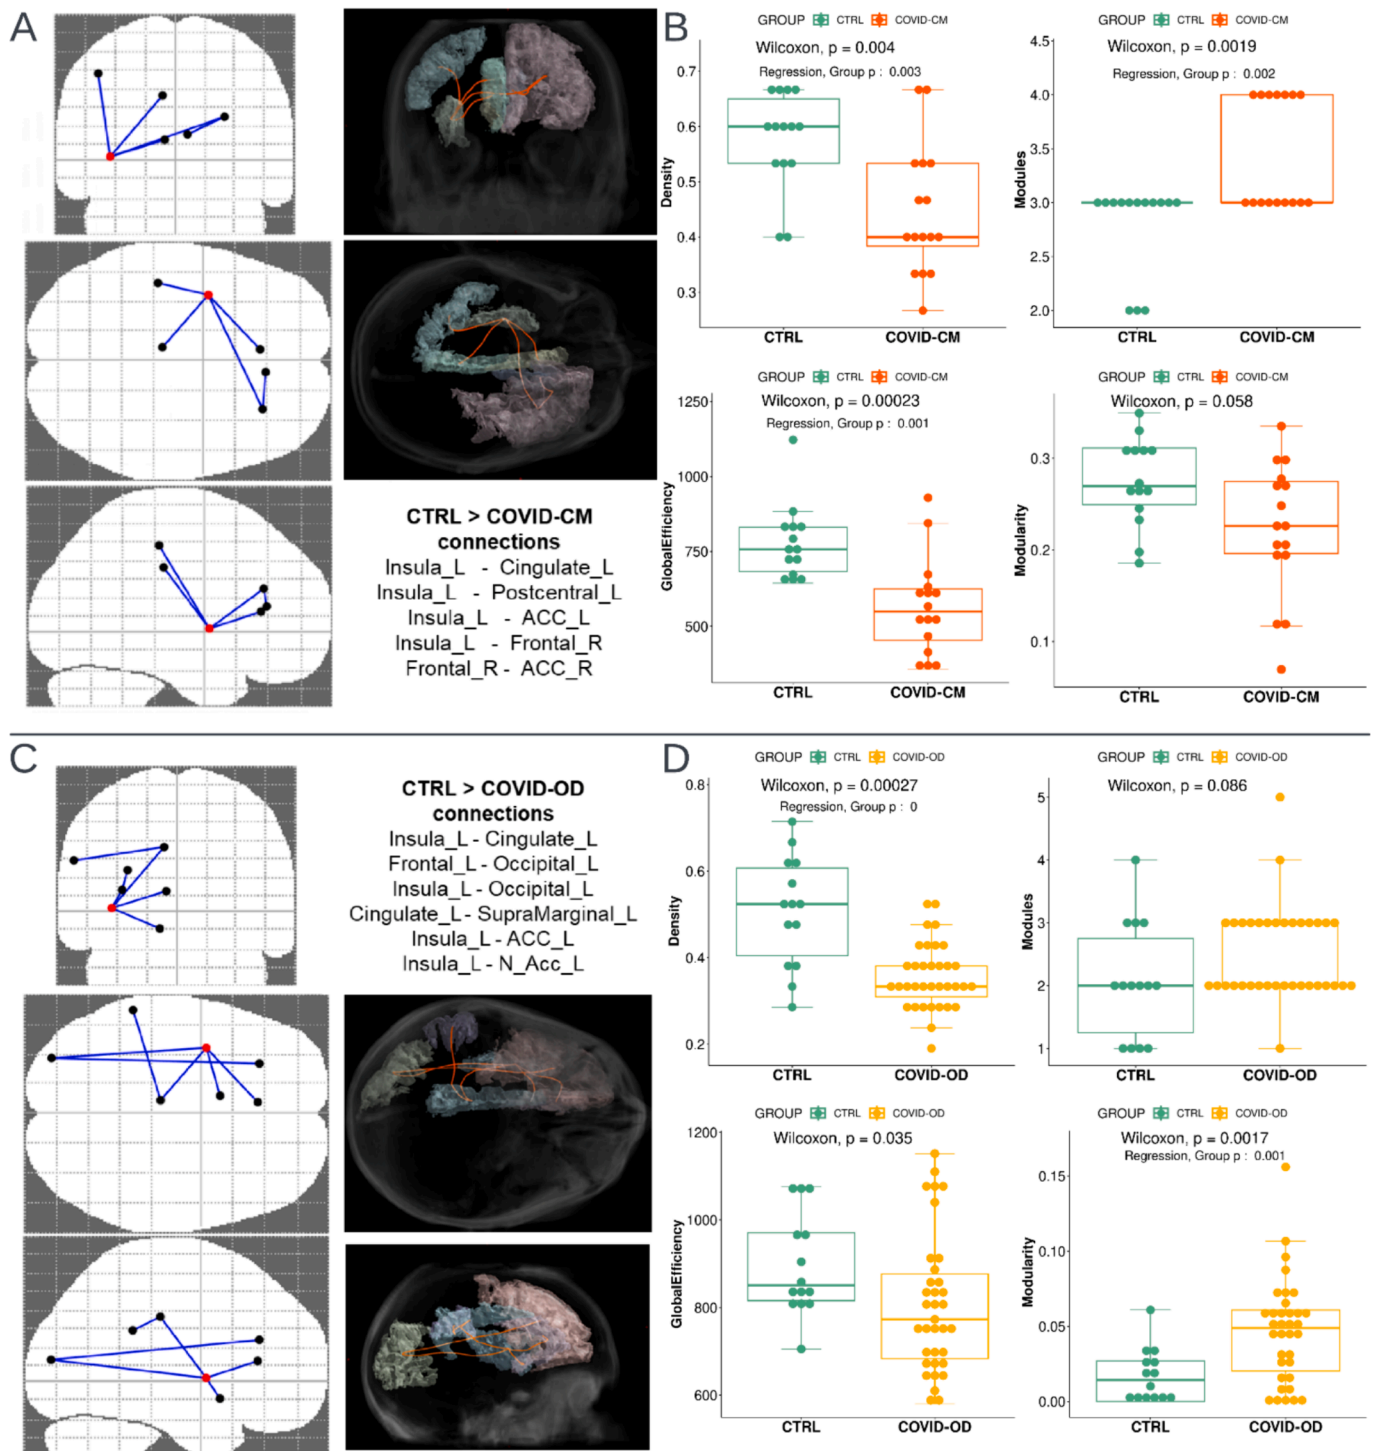 A
CTRL > COVID-CM
connections
Insula_L - Cingulate_L
Insula_L - Postcentral_L
Insula_L - ACC_L
Insula_L - Frontal_R
Frontal_R - ACC_R
B
GROUP CTRL COVID-CM
Wilcoxon, p = 0.004
Regression, Group p : 0.003
Density
0.7
0.6
0.5
0.4
0.3
CTRL COVID-CM
GROUP CTRL COVID-CM
Wilcoxon, p = 0.0019
Regression, Group p : 0.002
Modules
4.5
4.0
3.5
3.0
2.5
2.0
CTRL COVID-CM
GROUP CTRL COVID-CM
Wilcoxon, p = 0.00023
Regression, Group p : 0.001
GlobalEfficiency
1250
1000
750
500
CTRL COVID-CM
GROUP CTRL COVID-CM
Wilcoxon, p = 0.058
Modularity
0.3
0.2
0.1
CTRL COVID-CM
C
CTRL > COVID-OD
connections
Insula_L - Cingulate_L
Frontal_L - Occipital_L
Insula_L - Occipital_L
Cingulate_L - SupraMarginal_L
Insula_L - ACC_L
Insula_L - N_Acc_L
D
GROUP CTRL COVID-OD
Wilcoxon, p = 0.00027
Regression, Group p : 0
Density
0.8
0.6
0.4
0.2
CTRL COVID-OD
GROUP CTRL COVID-OD
Wilcoxon, p = 0.086
Modules
5
4
3
2
1
CTRL COVID-OD
GROUP CTRL COVID-OD
Wilcoxon, p = 0.035
GlobalEfficiency
1200
1000
800
600
CTRL COVID-OD
GROUP CTRL COVID-OD
Wilcoxon, p = 0.0017
Regression, Group p : 0.001
Modularity
0.15
0.10
0.05
0.00
CTRL COVID-OD